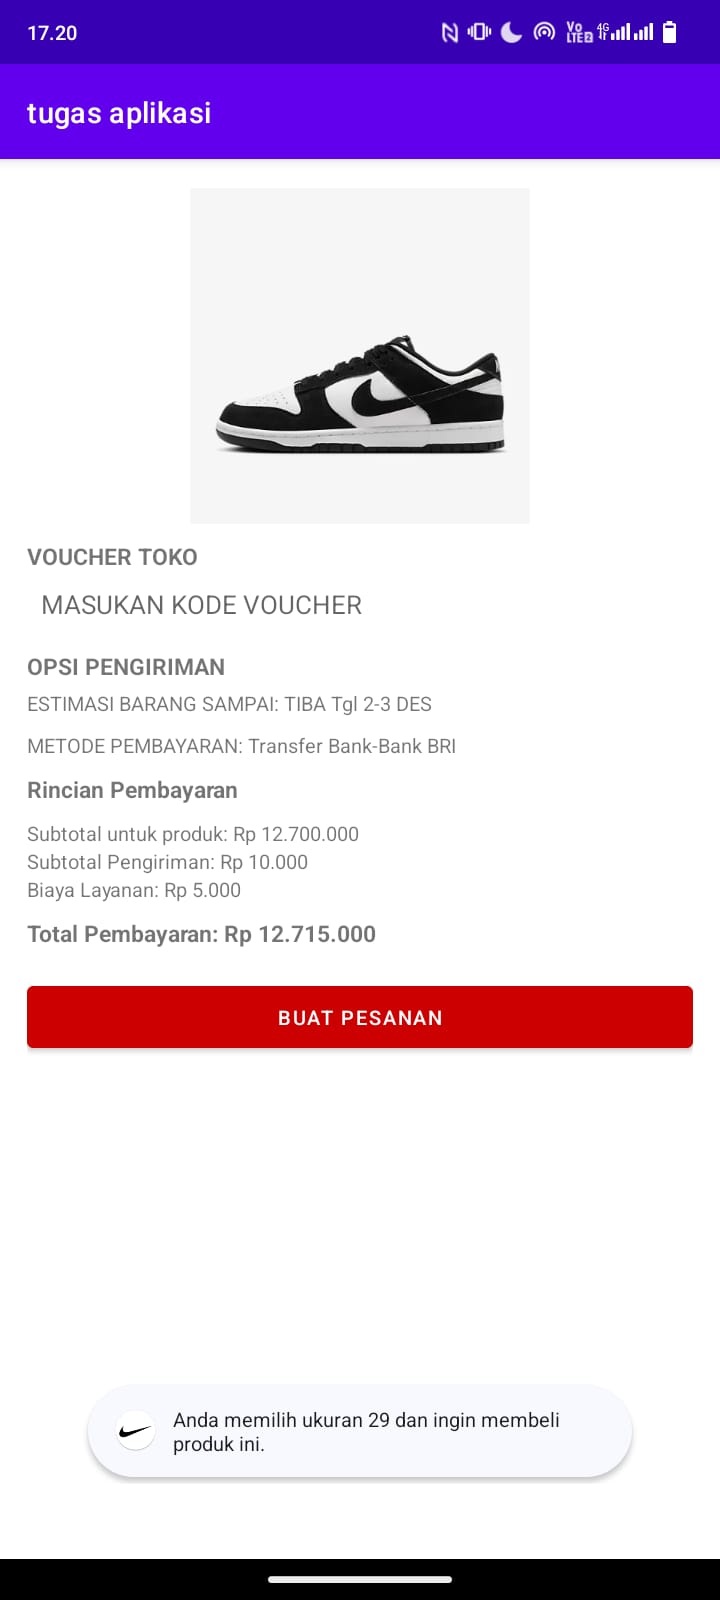 17.20
Vo
LTE2
4G
tugas aplikasi
VOUCHER TOKO
MASUKAN KODE VOUCHER
OPSI PENGIRIMAN
ESTIMASI BARANG SAMPAI: TIBA Tgl 2-3 DES
METODE PEMBAYARAN: Transfer Bank-Bank BRI
Rincian Pembayaran
Subtotal untuk produk: Rp 12.700.000
Subtotal Pengiriman: Rp 10.000
Biaya Layanan: Rp 5.000
Total Pembayaran: Rp 12.715.000
BUAT PESANAN
Anda memilih ukuran 29 dan ingin membeli
produk ini.